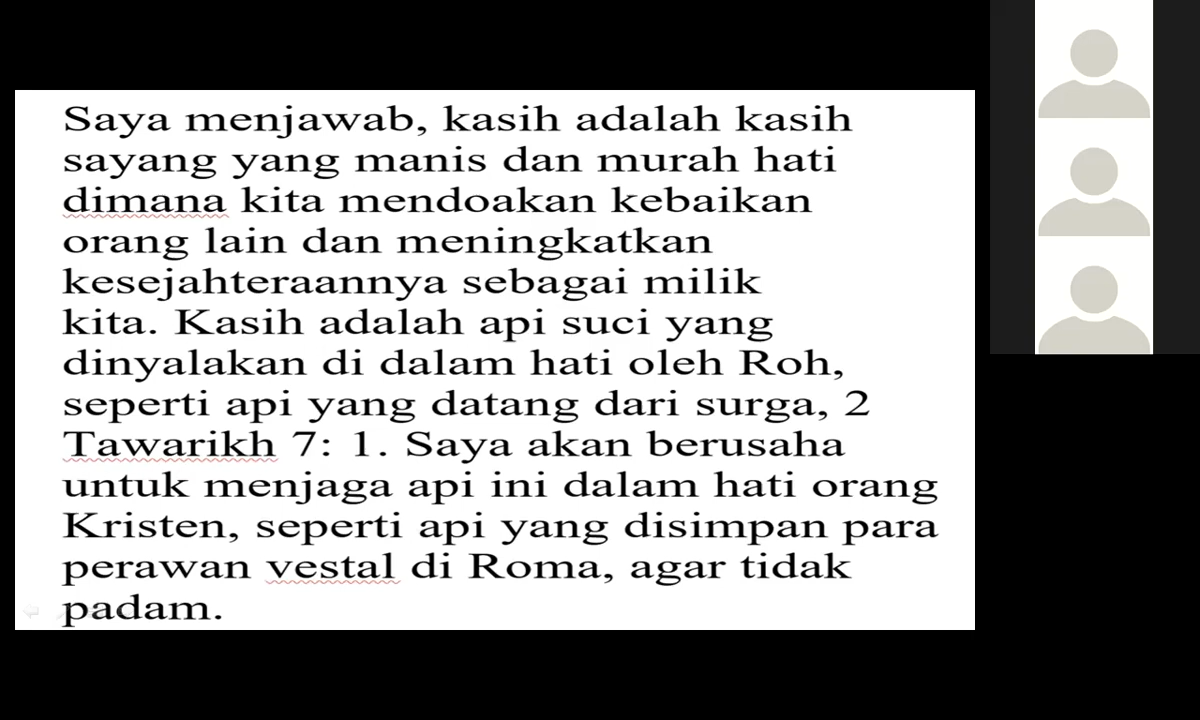 Saya menjawab, kasih adalah kasih
sayang yang manis dan murah hati
dimana kita mendoakan kebaikan
orang lain dan meningkatkan
kesejahteraannya sebagai milik
kita. Kasih adalah api suci yang
dinyalakan di dalam hati oleh Roh,
seperti api yang datang dari surga, 2
Tawarikh 7: 1. Saya akan berusaha
untuk menjaga api ini dalam hati orang
Kristen, seperti api yang disimpan para
perawan vestal di Roma, agar tidak
padam.